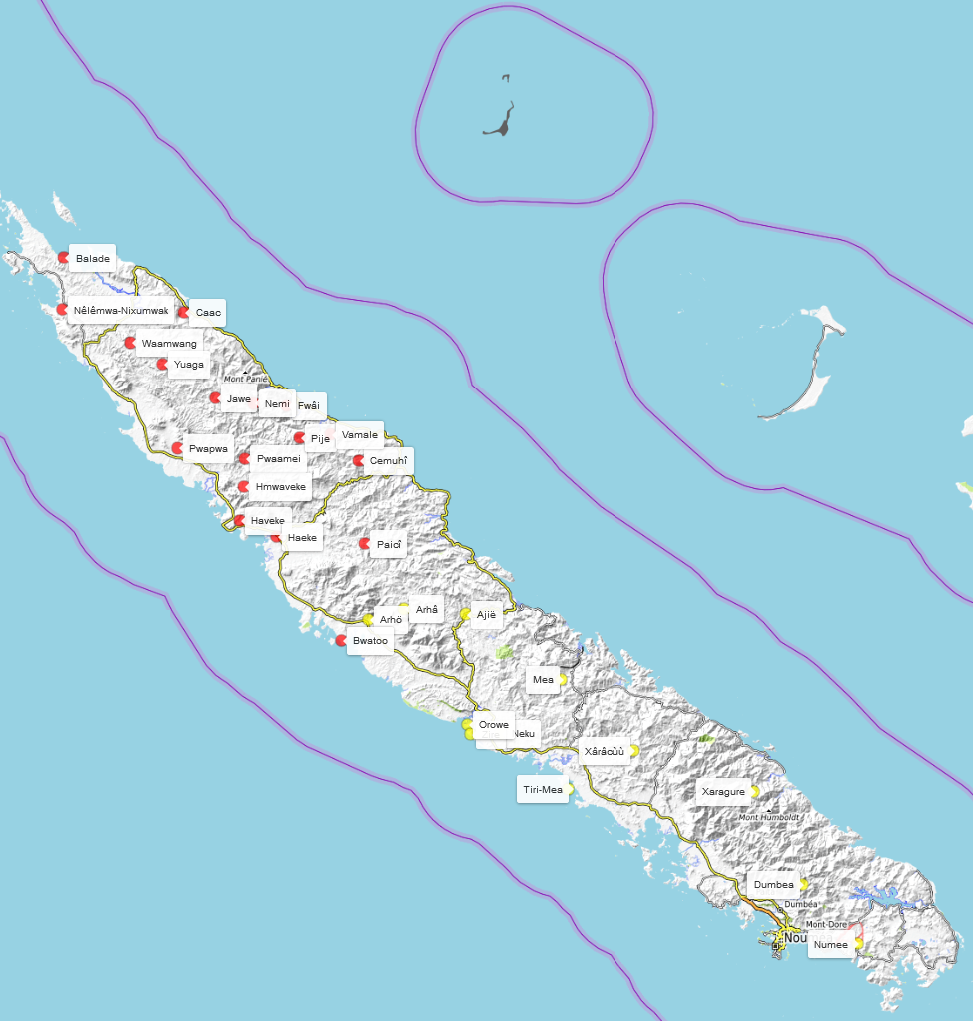 Balade
Nêlêmwa-Nixumwak
Caac
Waamwang
Yuaga
Mont Panié
Jawe
Nemi
Fwâi
Pije
Vamale
Pwapwa
Pwaamei
Cemuhî
Hmwaveke
Haveke
Haeke
Paicî
Arhö
Arhâ
Ajië
Bwatoo
Mea
Orowe
Neku
Xârâcùù
Tiri-Mea
Xaragure
Mont Humboldt
Dumbea
Dumbéa
Mont-Dore
Numee